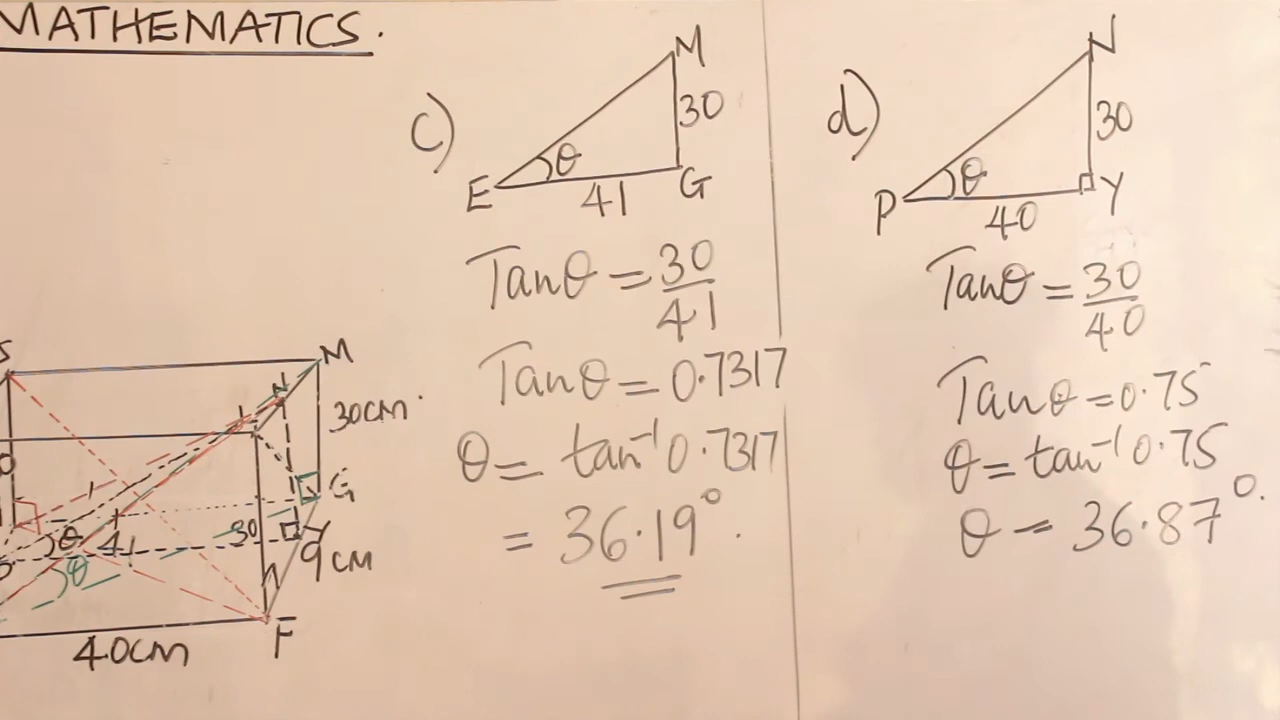 MATHEMATICS.
c)
M
30
θ
E
41
G
Tanθ = 30/41
Tanθ = 0.7317
θ = tan⁻¹ 0.7317
= 36.19°.
d)
N
30
θ
P
40
Y
Tanθ = 30/40
Tanθ = 0.75
θ = tan⁻¹ 0.75
θ = 36.87°.
S
M
N
30cm
G
30
Y
θ
41
9cm
θ
F
40cm